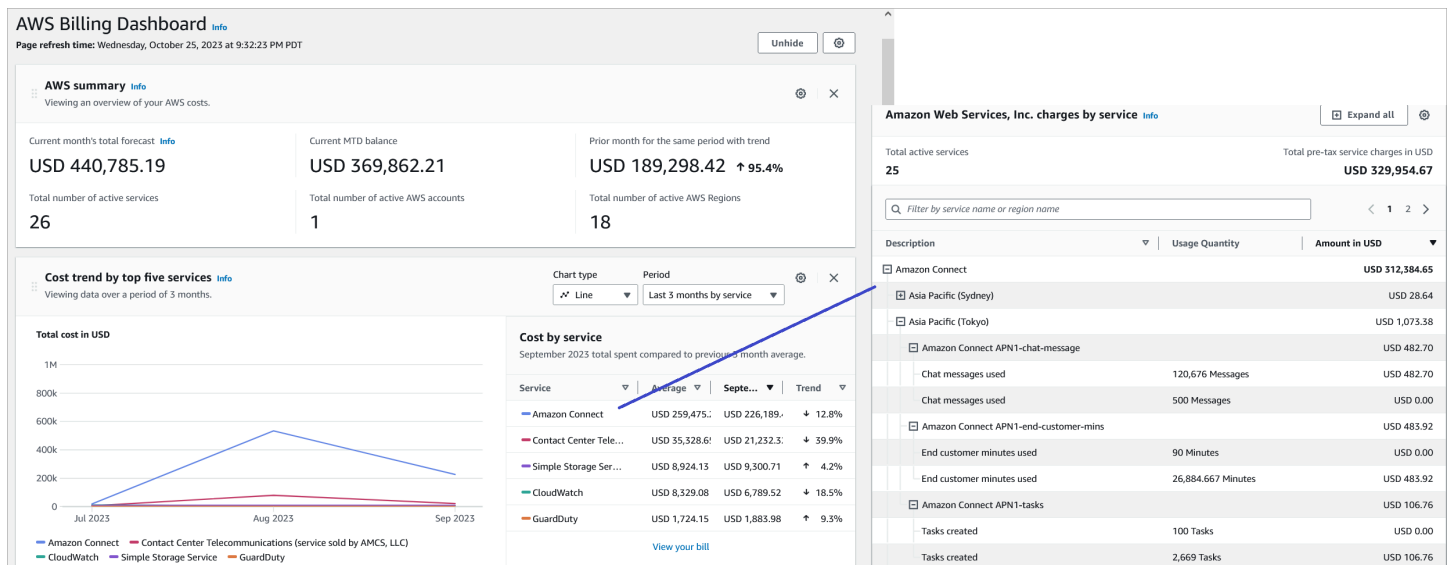 AWS Billing Dashboard Info
Page refresh time: Wednesday, October 25, 2023 at 9:32:23 PM PDT
Unhide
AWS summary Info
Viewing an overview of your AWS costs.
Current month's total forecast Info
USD 440,785.19
Current MTD balance
USD 369,862.21
Prior month for the same period with trend
USD 189,298.42 ↑ 95.4%
Total number of active services
26
Total number of active AWS accounts
1
Total number of active AWS Regions
18
Cost trend by top five services Info
Viewing data over a period of 3 months.
Chart type
Line
Period
Last 3 months by service
Total cost in USD
1M
800k
600k
400k
200k
0
Jul 2023 Aug 2023 Sep 2023
Amazon Connect Contact Center Telecommunications (service sold by AMCS, LLC)
CloudWatch Simple Storage Service GuardDuty
Cost by service
September 2023 total spent compared to previous 3 month average.
Service Average Septe... Trend
Amazon Connect USD 259,475. USD 226,189. ↓ 12.8%
Contact Center Tele... USD 35,328.6 USD 21,232.3 ↓ 39.9%
Simple Storage Ser... USD 8,924.13 USD 9,300.71 ↑ 4.2%
CloudWatch USD 8,329.08 USD 6,789.52 ↓ 18.5%
GuardDuty USD 1,724.15 USD 1,883.98 ↑ 9.3%
View your bill
Amazon Web Services, Inc. charges by service Info
Expand all
Total active services
25
Total pre-tax service charges in USD
USD 329,954.67
Filter by service name or region name
1 2
Description Usage Quantity Amount in USD
Amazon Connect USD 312,384.65
Asia Pacific (Sydney) USD 28.64
Asia Pacific (Tokyo) USD 1,073.38
Amazon Connect APN1-chat-message USD 482.70
Chat messages used 120,676 Messages USD 482.70
Chat messages used 500 Messages USD 0.00
Amazon Connect APN1-end-customer-mins USD 483.92
End customer minutes used 90 Minutes USD 0.00
End customer minutes used 26,884.667 Minutes USD 483.92
Amazon Connect APN1-tasks USD 106.76
Tasks created 100 Tasks USD 0.00
Tasks created 2,669 Tasks USD 106.76